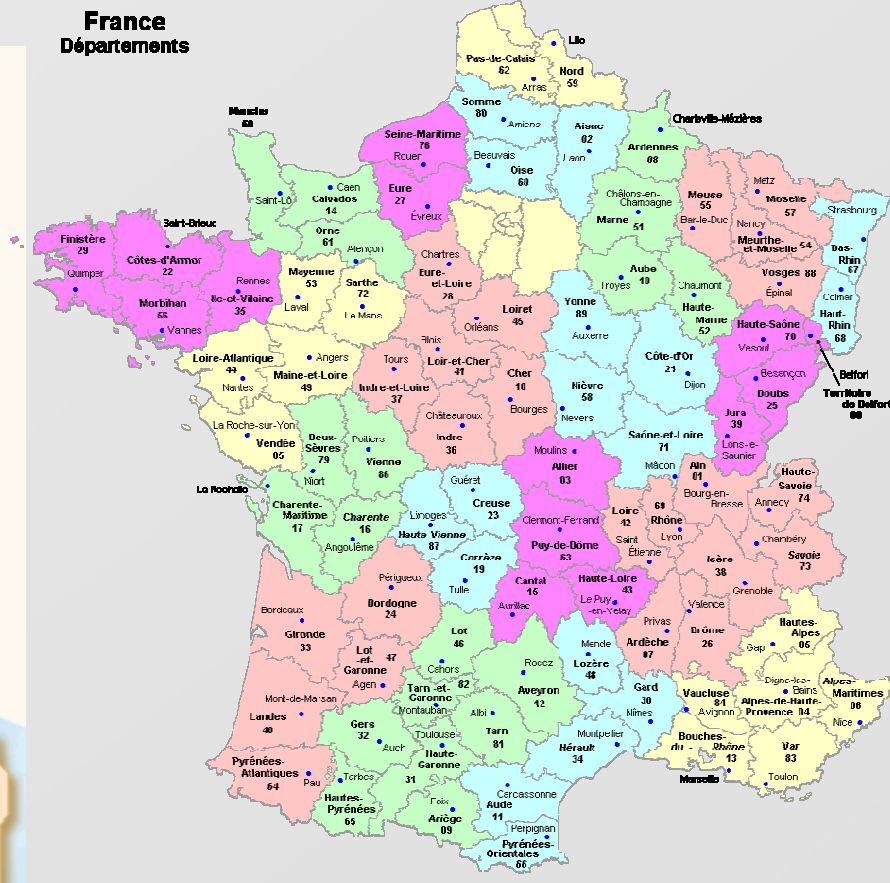 France
Départements
Pas-de-Calais
62
Arras
Nord
59
Somme
80
Amiens
Aisne
02
Laon
Charleville-Mézières
Ardennes
08
Manche
50
Seine-Maritime
76
Rouen
Beauvais
Oise
60
Eure
27
Évreux
Saint-Lô
Caen
Calvados
14
Orne
61
Alençon
Châlons-en-
Champagne
Marne
51
Meuse
55
Bar-le-Duc
Metz
Moselle
57
Nancy
Meurthe-
et-Moselle 54
Strasbourg
Bas-
Rhin
67
Vosges 88
Épinal
Colmar
Haut-
Rhin
68
Saint-Brieuc
Finistère
29
Quimper
Côtes-d'Armor
22
Morbihan
56
Vannes
Rennes
Ille-et-Vilaine
35
Mayenne
53
Laval
Sarthe
72
Le Mans
Chartres
Eure-
et-Loire
28
Loiret
45
Orléans
Yonne
89
Auxerre
Aube
10
Troyes
Chaumont
Haute-
Marne
52
Haute-Saône
70
Vesoul
Belfort
Territoire
de Belfort
90
Loire-Atlantique
44
Nantes
Angers
Maine-et-Loire
49
Tours
Indre-et-Loire
37
Blois
Loir-et-Cher
41
Cher
18
Bourges
Nièvre
58
Nevers
Côte-d'Or
21
Dijon
Besançon
Doubs
25
Jura
39
Lons-le-
Saunier
La Roche-sur-Yon
Vendée
85
Deux-
Sèvres
79
Niort
Poitiers
Vienne
86
Châteauroux
Indre
36
Moulins
Allier
03
Saône-et-Loire
71
Mâcon
Ain
01
Bourg-en-
Bresse
Haute-
Savoie
74
Annecy
La Rochelle
Charente-
Maritime
17
Charente
16
Angoulême
Limoges
Haute Vienne
87
Guéret
Creuse
23
Clermont-Ferrand
Puy-de-Dôme
63
Loire
42
Saint
Étienne
69
Rhône
Lyon
Isère
38
Grenoble
Chambéry
Savoie
73
Corrèze
19
Tulle
Cantal
15
Aurillac
Haute-Loire
43
Le Puy
-en-Velay
Bordeaux
Gironde
33
Périgueux
Dordogne
24
Lot
46
Cahors
Rodez
Aveyron
12
Mende
Lozère
48
Privas
Ardèche
07
Valence
Drôme
26
Gap
Hautes-
Alpes
05
Lot
-et-
Garonne
47
Agen
Mont-de-Marsan
Landes
40
Tarn -et-
Garonne
82
Montauban
Albi
Tarn
81
Gard
30
Nîmes
Vaucluse
84
Avignon
Digne-les-
Bains
Alpes-de-Haute-
Provence 04
Alpes-
Maritimes
06
Nice
Gers
32
Auch
Toulouse
Haute-
Garonne
31
Montpellier
Hérault
34
Bouches-
du - Rhône
13
Marseille
Var
83
Toulon
Pyrénées-
Atlantiques
64
Pau
Tarbes
Hautes-
Pyrénées
65
Foix
Ariège
09
Carcassonne
Aude
11
Perpignan
Pyrénées-
Orientales
66